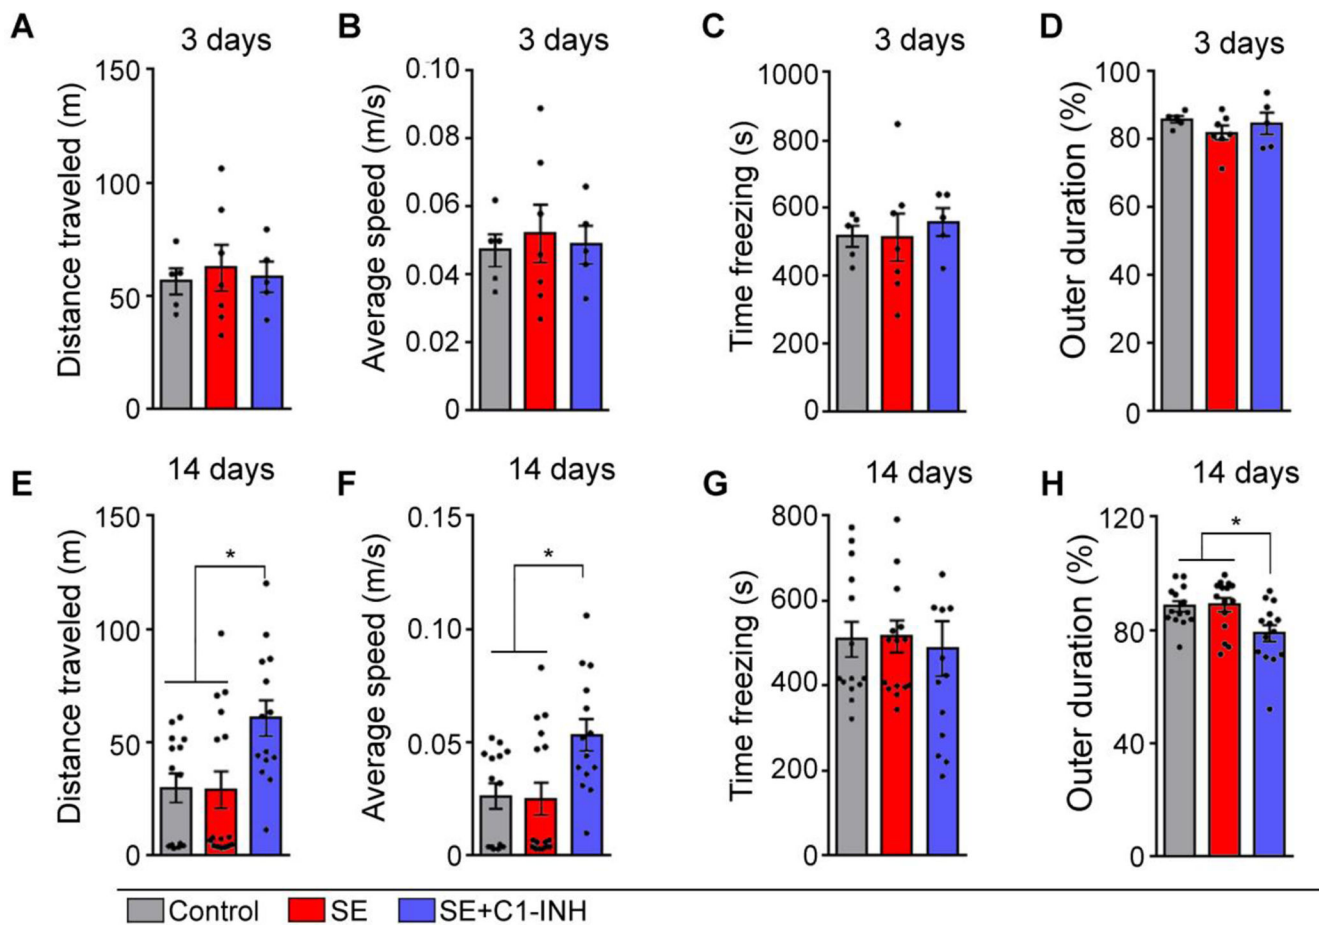 A
3 days
Distance traveled (m)
150
100
50
0
B
3 days
Average speed (m/s)
0.10
0.08
0.06
0.04
0.02
0
C
3 days
Time freezing (s)
1000
800
600
400
200
0
D
3 days
Outer duration (%)
100
80
60
40
20
0
E
14 days
Distance traveled (m)
150
100
50
0
*
F
14 days
Average speed (m/s)
0.15
0.10
0.05
0
*
G
14 days
Time freezing (s)
800
600
400
200
0
H
14 days
Outer duration (%)
120
80
40
0
*
Control SE SE+C1-INH